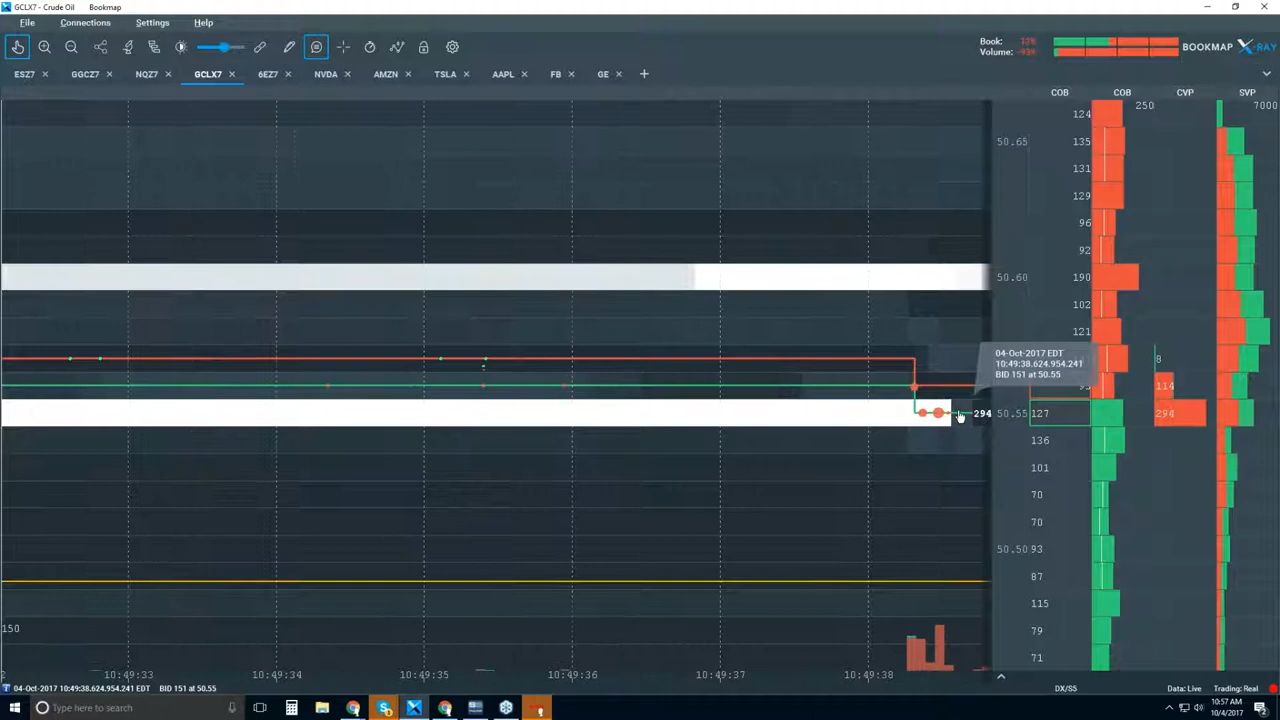 GCLX7 - Crude Oil Bookmap
File Connections Settings Help
Book: 17%
Volume: -93%
BOOKMAP X-RAY
ESZ7 GGCZ7 NQZ7 GCLX7 6EZ7 NVDA AMZN TSLA AAPL FB GE
COB COB CVP SVP
124 250 7000
50.65 135
131
129
96
92
50.60 190
102
121
04-Oct-2017 EDT
10:49:38.624.954.241
BID 151 at 50.55
8
114
294 50.55 127 294
136
101
70
70
50.50 93
87
115
150 79
71
10:49:33 10:49:34 10:49:35 10:49:36 10:49:37 10:49:38
04-Oct-2017 10:49:38.624.954.241 EDT BID 151 at 50.55 DX/S5 Data: Live Trading: Real
Type here to search
10:57 AM
10/4/2017